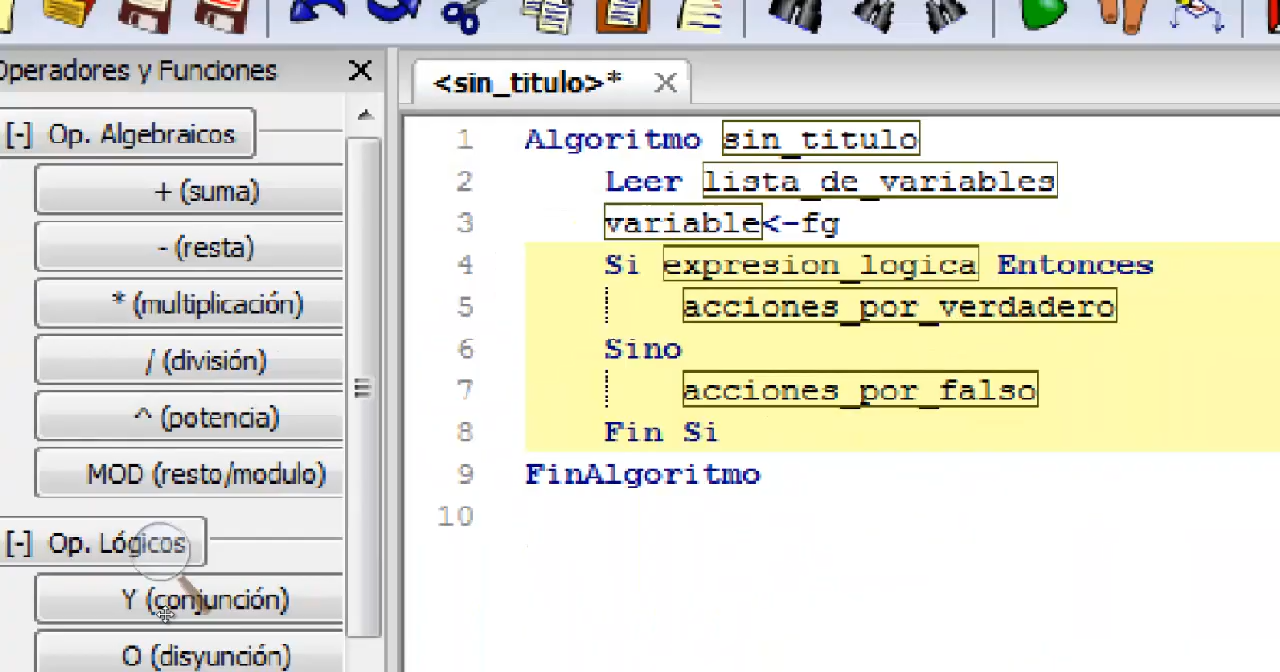 Operadores y Funciones
[-] Op. Algebraicos
+ (suma)
- (resta)
* (multiplicación)
/ (división)
^ (potencia)
MOD (resto/modulo)
[-] Op. Lógicos
Y (conjunción)
O (disyunción)
<sin_titulo>*
1 Algoritmo sin_titulo
2 Leer lista_de_variables
3 variable<-fg
4 Si expresion_logica Entonces
5 acciones_por_verdadero
6 Sino
7 acciones_por_falso
8 Fin Si
9 FinAlgoritmo
10